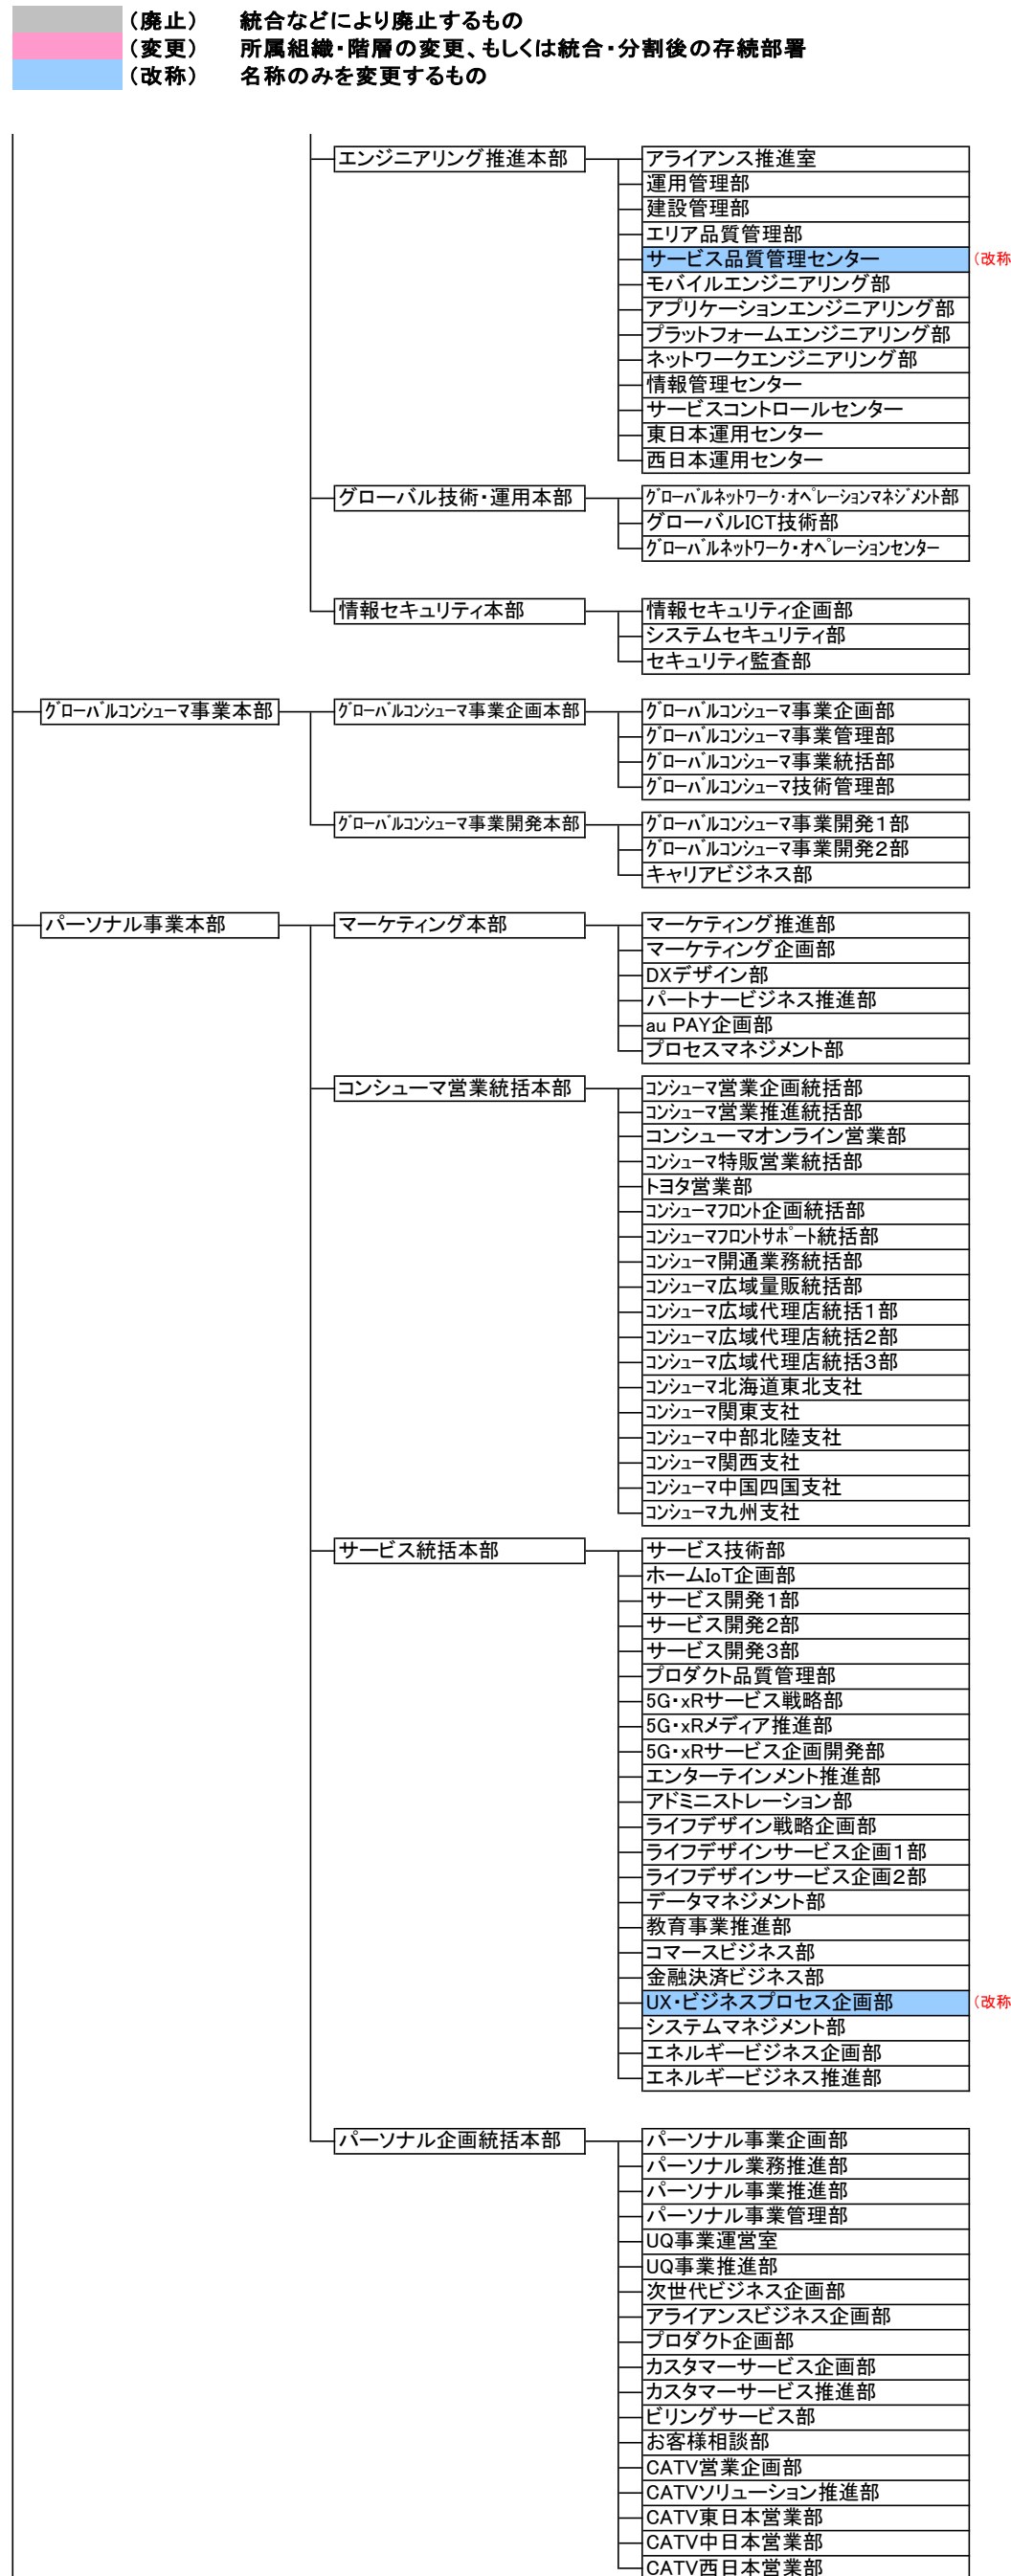 （廃止）　統合などにより廃止するもの
（変更）　所属組織・階層の変更、もしくは統合・分割後の存続部署
（改称）　名称のみを変更するもの
エンジニアリング推進本部　アライアンス推進室
運用管理部
建設管理部
エリア品質管理部
サービス品質管理センター　（改称
モバイルエンジニアリング部
アプリケーションエンジニアリング部
プラットフォームエンジニアリング部
ネットワークエンジニアリング部
情報管理センター
サービスコントロールセンター
東日本運用センター
西日本運用センター
グローバル技術・運用本部　ｸﾞﾛｰﾊﾞﾙﾈｯﾄﾜｰｸ・ｵﾍﾟﾚｰｼｮﾝﾏﾈｼﾞﾒﾝﾄ部
グローバルICT技術部
ｸﾞﾛｰﾊﾞﾙﾈｯﾄﾜｰｸ・ｵﾍﾟﾚｰｼｮﾝｾﾝﾀｰ
情報セキュリティ本部　情報セキュリティ企画部
システムセキュリティ部
セキュリティ監査部
ｸﾞﾛｰﾊﾞﾙｺﾝｼｭｰﾏ事業本部　ｸﾞﾛｰﾊﾞﾙｺﾝｼｭｰﾏ事業企画本部　ｸﾞﾛｰﾊﾞﾙｺﾝｼｭｰﾏ事業企画部
ｸﾞﾛｰﾊﾞﾙｺﾝｼｭｰﾏ事業管理部
ｸﾞﾛｰﾊﾞﾙｺﾝｼｭｰﾏ事業統括部
ｸﾞﾛｰﾊﾞﾙｺﾝｼｭｰﾏ技術管理部
ｸﾞﾛｰﾊﾞﾙｺﾝｼｭｰﾏ事業開発本部　ｸﾞﾛｰﾊﾞﾙｺﾝｼｭｰﾏ事業開発１部
ｸﾞﾛｰﾊﾞﾙｺﾝｼｭｰﾏ事業開発２部
キャリアビジネス部
パーソナル事業本部　マーケティング本部　マーケティング推進部
マーケティング企画部
DXデザイン部
パートナービジネス推進部
au PAY企画部
プロセスマネジメント部
コンシューマ営業統括本部　ｺﾝｼｭｰﾏ営業企画統括部
ｺﾝｼｭｰﾏ営業推進統括部
コンシューマオンライン営業部
ｺﾝｼｭｰﾏ特販営業統括部
トヨタ営業部
ｺﾝｼｭｰﾏﾌﾛﾝﾄ企画統括部
ｺﾝｼｭｰﾏﾌﾛﾝﾄｻﾎﾟｰﾄ統括部
ｺﾝｼｭｰﾏ開通業務統括部
ｺﾝｼｭｰﾏ広域量販統括部
ｺﾝｼｭｰﾏ広域代理店統括１部
ｺﾝｼｭｰﾏ広域代理店統括２部
ｺﾝｼｭｰﾏ広域代理店統括３部
ｺﾝｼｭｰﾏ北海道東北支社
ｺﾝｼｭｰﾏ関東支社
ｺﾝｼｭｰﾏ中部北陸支社
ｺﾝｼｭｰﾏ関西支社
ｺﾝｼｭｰﾏ中国四国支社
ｺﾝｼｭｰﾏ九州支社
サービス統括本部　サービス技術部
ホームIoT企画部
サービス開発１部
サービス開発２部
サービス開発３部
プロダクト品質管理部
5G・xRサービス戦略部
5G・xRメディア推進部
5G・xRサービス企画開発部
エンターテインメント推進部
アドミニストレーション部
ライフデザイン戦略企画部
ライフデザインサービス企画１部
ライフデザインサービス企画２部
データマネジメント部
教育事業推進部
コマースビジネス部
金融決済ビジネス部
UX・ビジネスプロセス企画部　（改称
システムマネジメント部
エネルギービジネス企画部
エネルギービジネス推進部
パーソナル企画統括本部　パーソナル事業企画部
パーソナル業務推進部
パーソナル事業推進部
パーソナル事業管理部
UQ事業運営室
UQ事業推進部
次世代ビジネス企画部
アライアンスビジネス企画部
プロダクト企画部
カスタマーサービス企画部
カスタマーサービス推進部
ビリングサービス部
お客様相談部
CATV営業企画部
CATVソリューション推進部
CATV東日本営業部
CATV中日本営業部
CATV西日本営業部